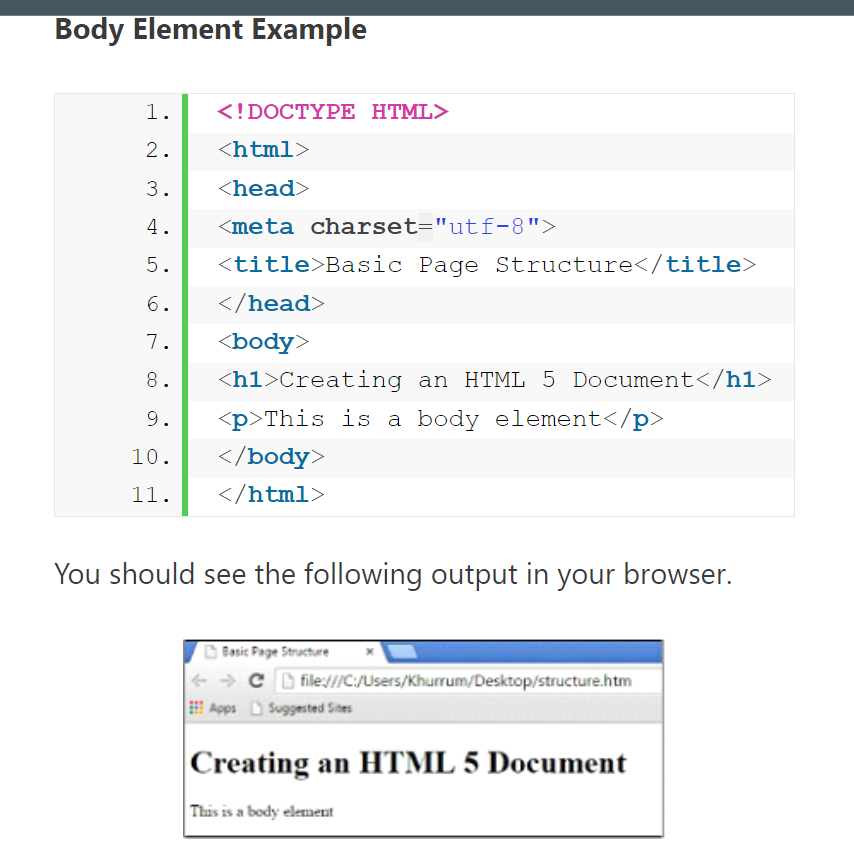 Body Element Example
1. <!DOCTYPE HTML>
2. <html>
3. <head>
4. <meta charset="utf-8">
5. <title>Basic Page Structure</title>
6. </head>
7. <body>
8. <h1>Creating an HTML 5 Document</h1>
9. <p>This is a body element</p>
10. </body>
11. </html>
You should see the following output in your browser.
Basic Page Structure ×
file:///C:/Users/Khurrum/Desktop/structure.htm
Apps Suggested Sites
Creating an HTML 5 Document
This is a body element